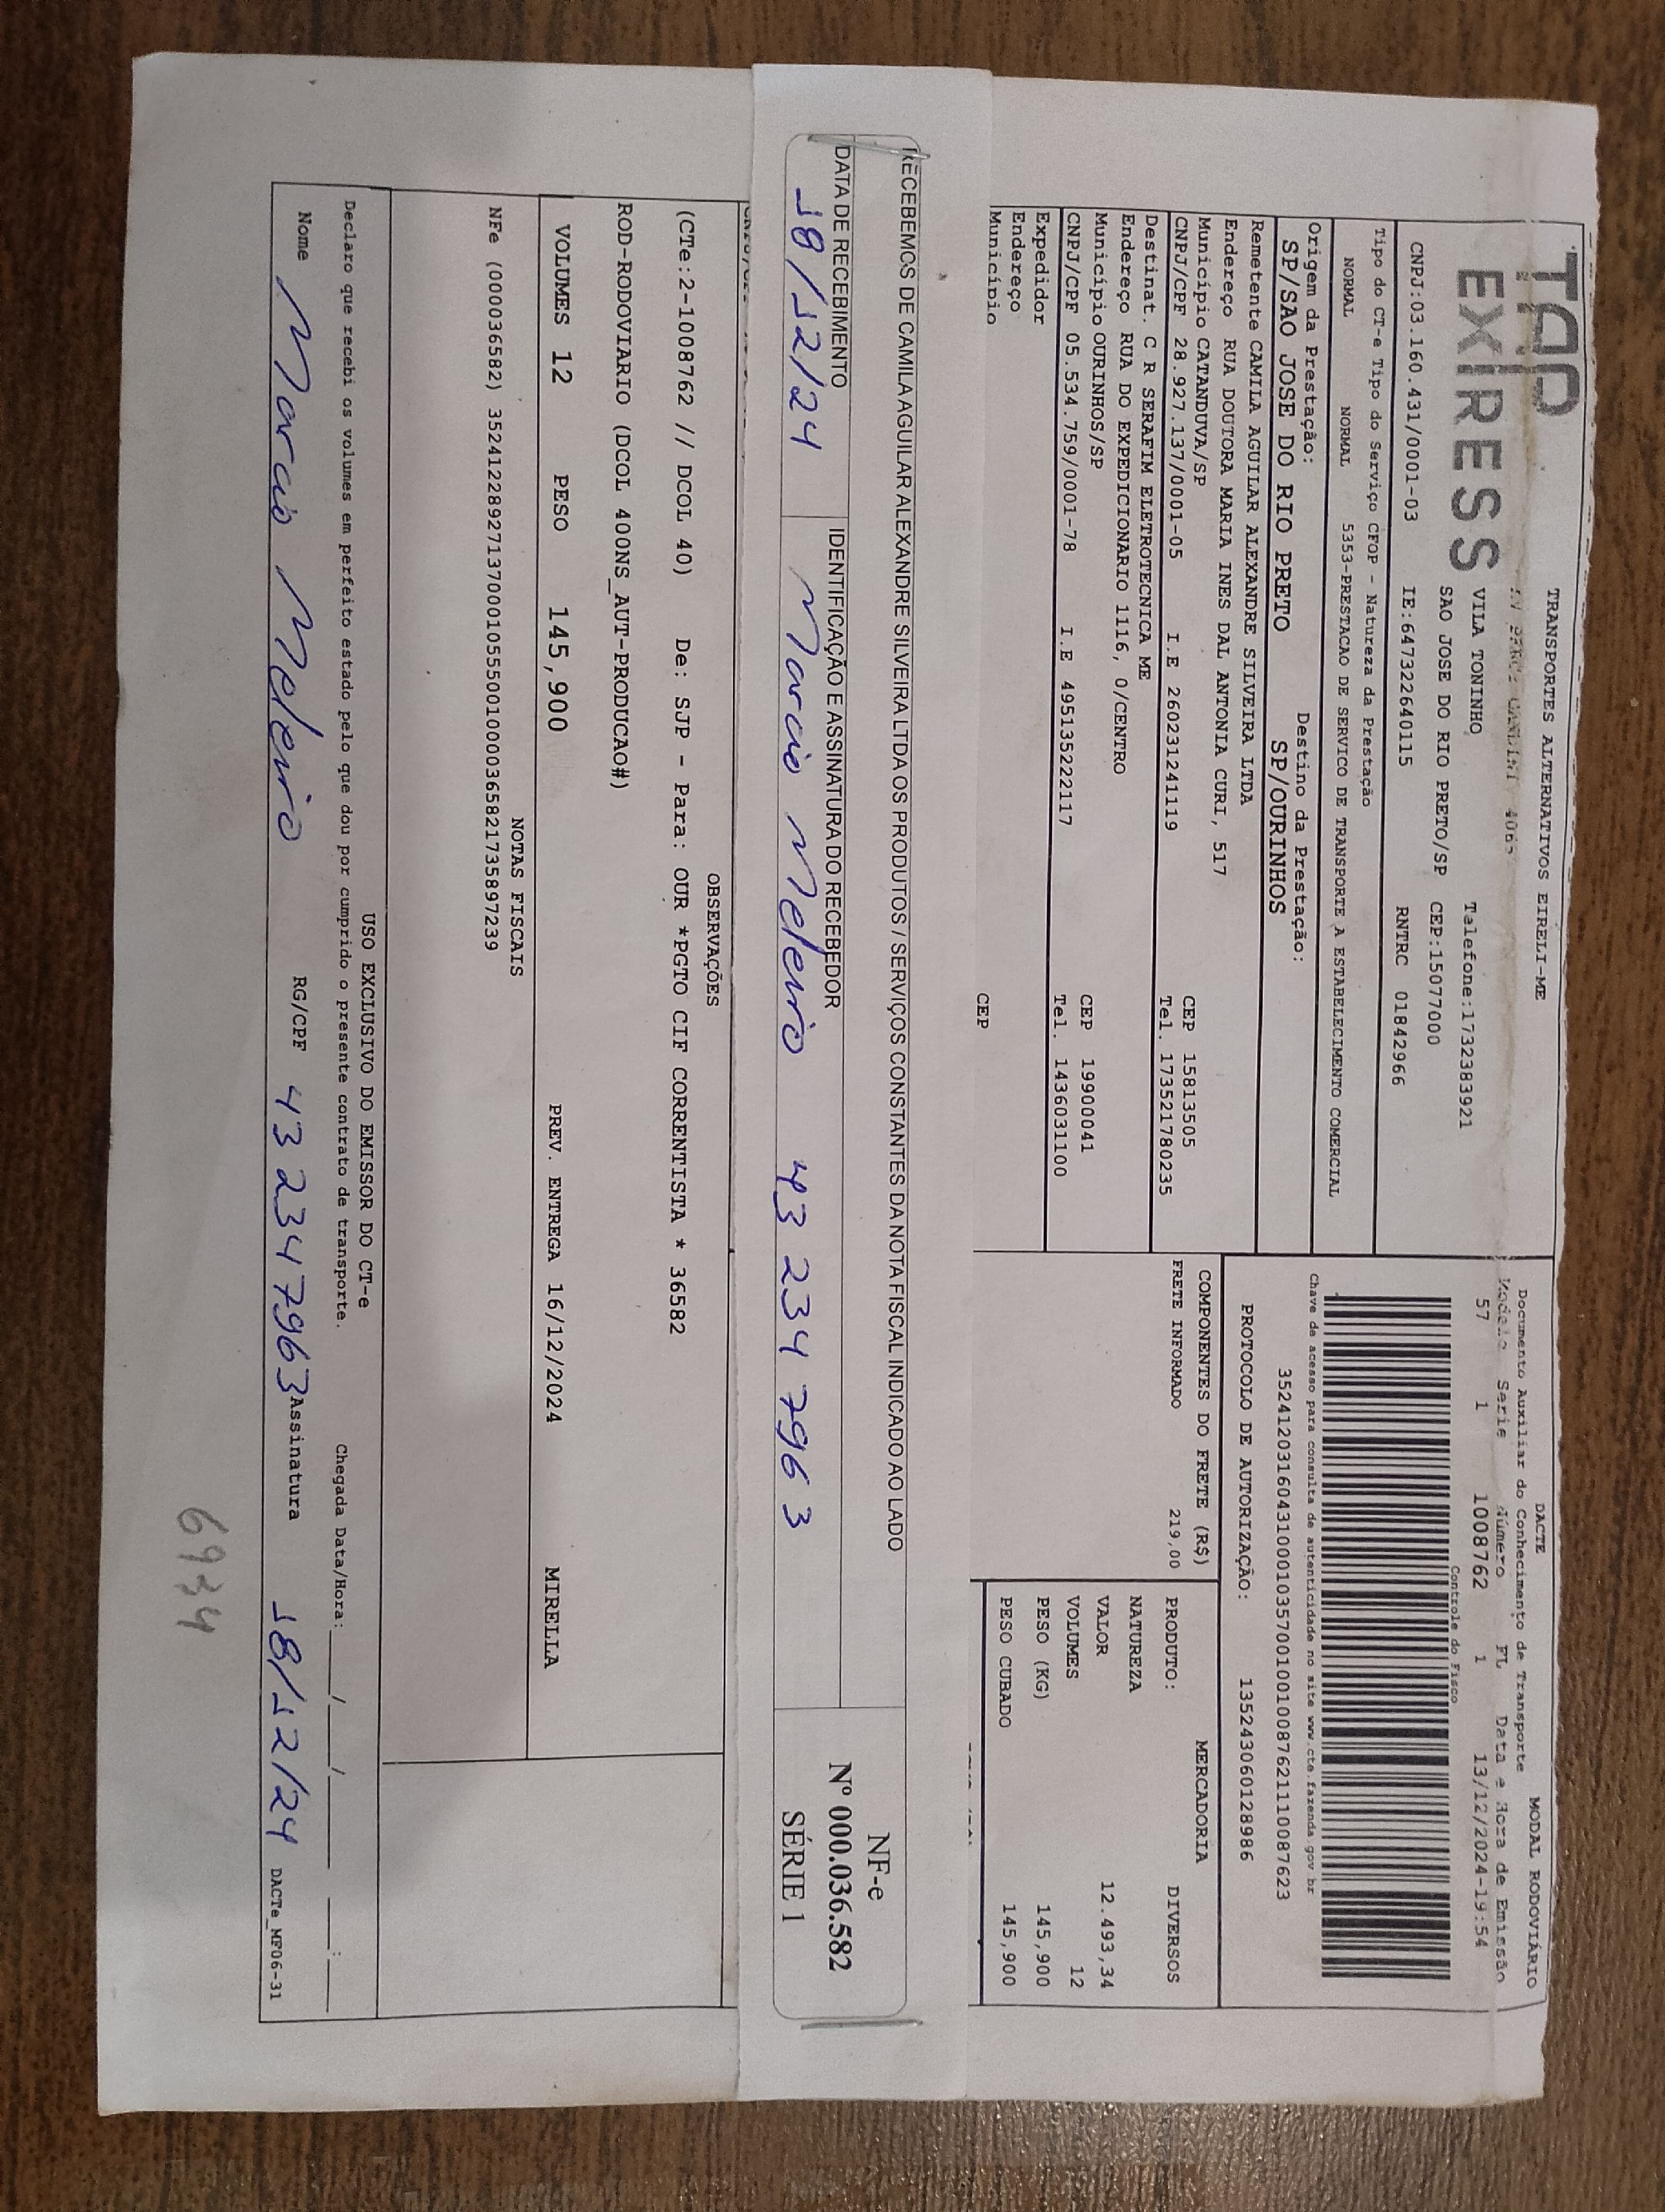 TAP EXPRESS
TRANSPORTES ALTERNATIVOS EIRELI-ME
VILA TONINHO Telefone:1732383921
SAO JOSE DO RIO PRETO/SP CEP:15077000
CNPJ:03.160.431/0001-03 IE:647322640115 RNTRC 01842966
Tipo do CT-e Tipo do Serviço CFOP - Natureza da Prestação
NORMAL NORMAL 5353-PRESTACAO DE SERVICO DE TRANSPORTE A ESTABELECIMENTO COMERCIAL
Origem da Prestação: Destino da Prestação:
SP/SAO JOSE DO RIO PRETO SP/OURINHOS
Remetente CAMILA AGUILAR ALEXANDRE SILVEIRA LTDA
Endereço RUA DOUTORA MARIA INES DAL ANTONIA CURI, 517
Município CATANDUVA/SP CEP 15813505
CNPJ/CPF 28.927.137/0001-05 I.E 260231241119 Tel. 173521780235
Destinat. C R SERAFIM ELETROTECNICA ME
Endereço RUA DO EXPEDICIONARIO 1116, 0/CENTRO
Município OURINHOS/SP CEP 19900041
CNPJ/CPF 05.534.759/0001-78 I.E 495135222117 Tel. 1436031100
Expedidor
Endereço
Município CEP
DACTE MODAL RODOVIÁRIO
Documento Auxiliar do Conhecimento de Transporte
Modelo Serie Número FL Data e Hora de Emissão
57 1 1008762 1 13/12/2024-19:54
Controle do Fisco
Chave de acesso para consulta de autenticidade no site www.cte.fazenda.gov.br
35241203160431000103570010010087621110087623
PROTOCOLO DE AUTORIZAÇÃO: 135243060128986
COMPONENTES DO FRETE (R$) MERCADORIA
FRETE INFORMADO 219,00
PRODUTO: DIVERSOS
NATUREZA
VALOR 12.493,34
VOLUMES 12
PESO (KG) 145,900
PESO CUBADO 145,900
RECEBEMOS DE CAMILA AGUILAR ALEXANDRE SILVEIRA LTDA OS PRODUTOS / SERVIÇOS CONSTANTES DA NOTA FISCAL INDICADO AO LADO
DATA DE RECEBIMENTO IDENTIFICAÇÃO E ASSINATURA DO RECEBEDOR
18/12/24 Marcio Meleiro 43 234 796 3
NF-e
Nº 000.036.582
SÉRIE 1
OBSERVAÇÕES
(CTe:2-1008762 // DCOL 40) De: SJP - Para: OUR *PGTO CIF CORRENTISTA * 36582
ROD-RODOVIARIO (DCOL 400NS_AUT-PRODUCAO#)
VOLUMES 12 PESO 145,900 PREV. ENTREGA 16/12/2024 MIRELLA
NOTAS FISCAIS
NFe (000036582) 35241228927137000105550010000365821735897239
USO EXCLUSIVO DO EMISSOR DO CT-e
Declaro que recebi os volumes em perfeito estado pelo que dou por cumprido o presente contrato de transporte. Chegada Data/Hora:____/____/____ ____:____
Nome Marcio Meleiro RG/CPF 43 234 7963 Assinatura 18/12/24 DACTe_MF06-31
6934